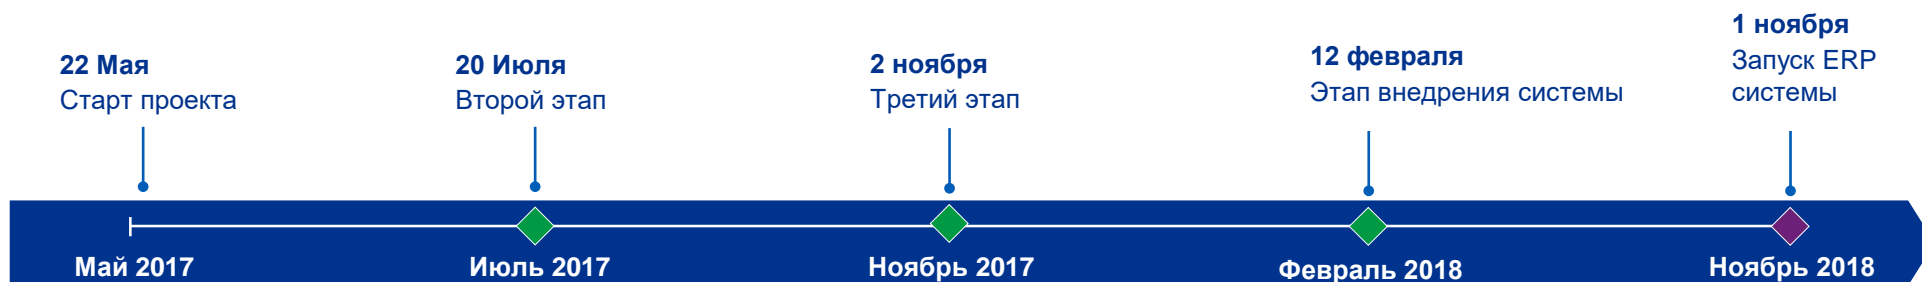 22 Мая
Старт проекта
20 Июля
Второй этап
2 ноября
Третий этап
12 февраля
Этап внедрения системы
1 ноября
Запуск ERP
системы
Май 2017
Июль 2017
Ноябрь 2017
Февраль 2018
Ноябрь 2018